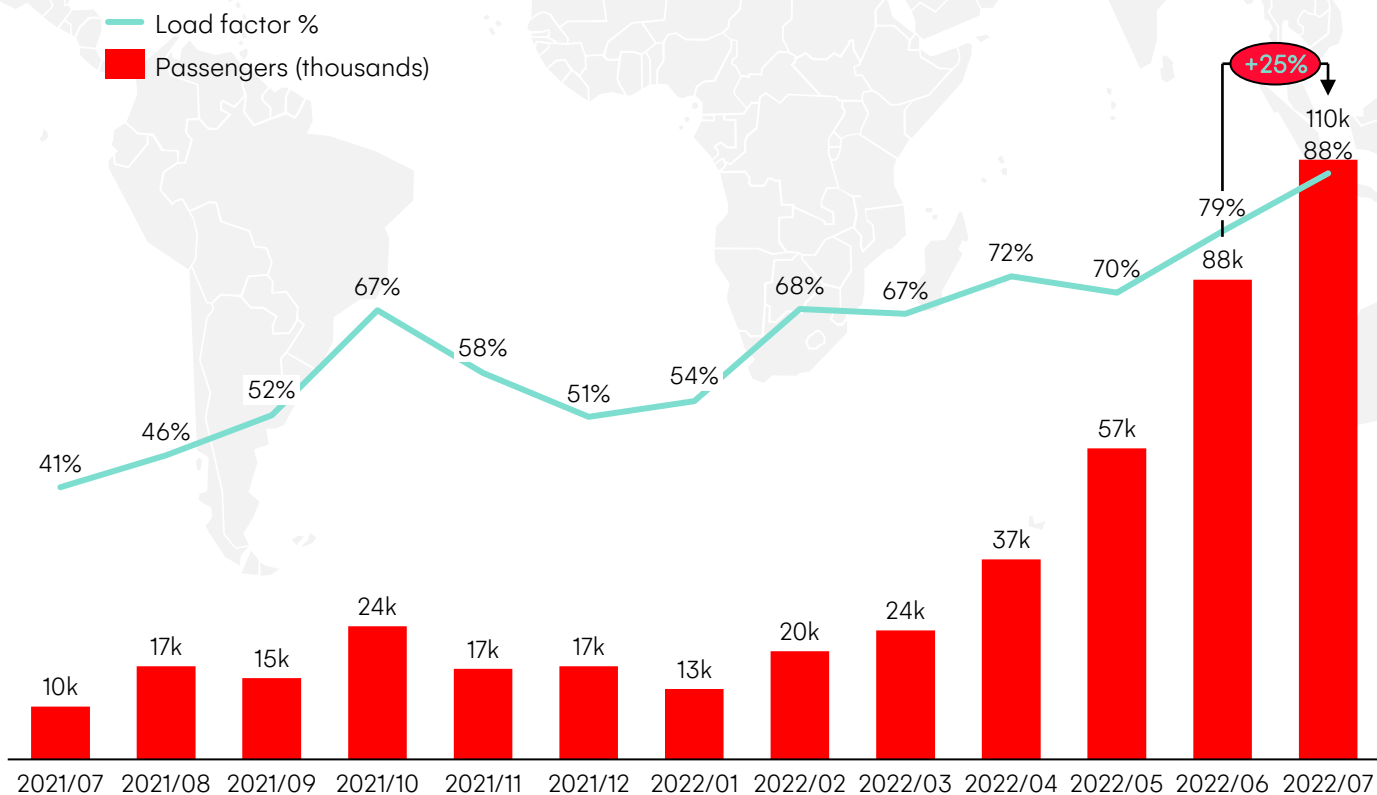 Load factor %
Passengers (thousands)
+25%
110k
88%
79%
88k
72%
70%
67%
68%
67%
58%
54%
52%
51%
46%
41%
57k
37k
24k
24k
20k
17k
15k
17k
17k
13k
10k
2021/07 2021/08 2021/09 2021/10 2021/11 2021/12 2022/01 2022/02 2022/03 2022/04 2022/05 2022/06 2022/07